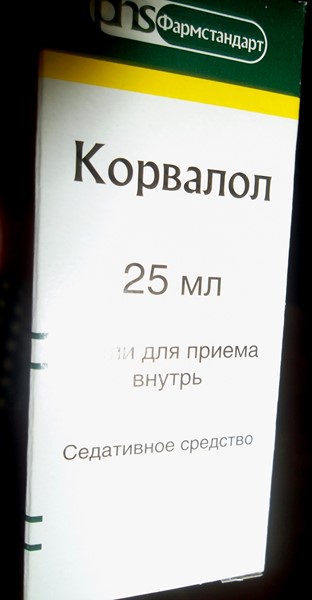 phs Фармстандарт
Корвалол
25 мл
для приема
внутрь
Седативное средство